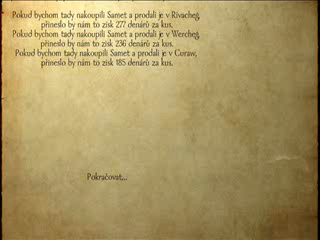 Pokud bychom tady nakoupili Samet a prodali je v Rivacheg,
přineslo by nám to zisk 277 denárů za kus.
Pokud bychom tady nakoupili Samet a prodali je v Wercheg,
přineslo by nám to zisk 236 denárů za kus.
Pokud bychom tady nakoupili Samet a prodali je v Curaw,
přineslo by nám to zisk 185 denárů za kus.
Pokračovat...